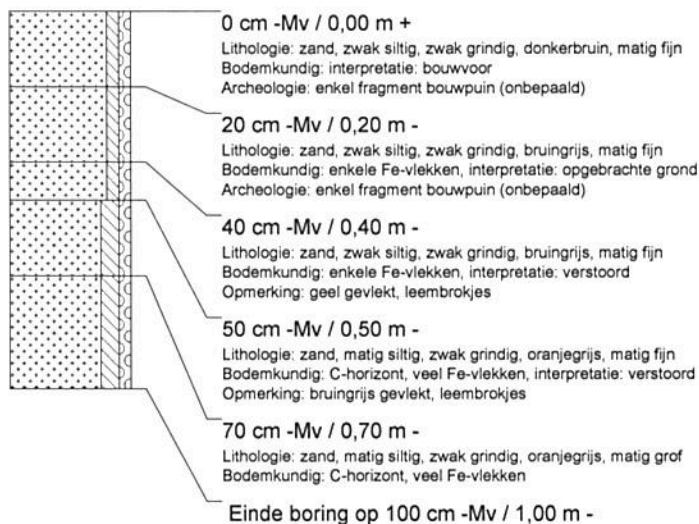 0 cm -Mv / 0,00 m +
Lithologie: zand, zwak siltig, zwak grindig, donkerbruin, matig fijn
Bodemkundig: interpretatie: bouwvoor
Archeologie: enkel fragment bouwpuin (onbepaald)
20 cm -Mv / 0,20 m -
Lithologie: zand, zwak siltig, zwak grindig, bruingrijs, matig fijn
Bodemkundig: enkele Fe-vlekken, interpretatie: opgebrachte grond
Archeologie: enkel fragment bouwpuin (onbepaald)
40 cm -Mv / 0,40 m -
Lithologie: zand, zwak siltig, zwak grindig, bruingrijs, matig fijn
Bodemkundig: enkele Fe-vlekken, interpretatie: verstoord
Opmerking: geel gevlekt, leembrokjes
50 cm -Mv / 0,50 m -
Lithologie: zand, matig siltig, zwak grindig, oranjegrijs, matig fijn
Bodemkundig: C-horizont, veel Fe-vlekken, interpretatie: verstoord
Opmerking: bruingrijs gevlekt, leembrokjes
70 cm -Mv / 0,70 m -
Lithologie: zand, matig siltig, zwak grindig, oranjegrijs, matig grof
Bodemkundig: C-horizont, veel Fe-vlekken
Einde boring op 100 cm -Mv / 1,00 m -